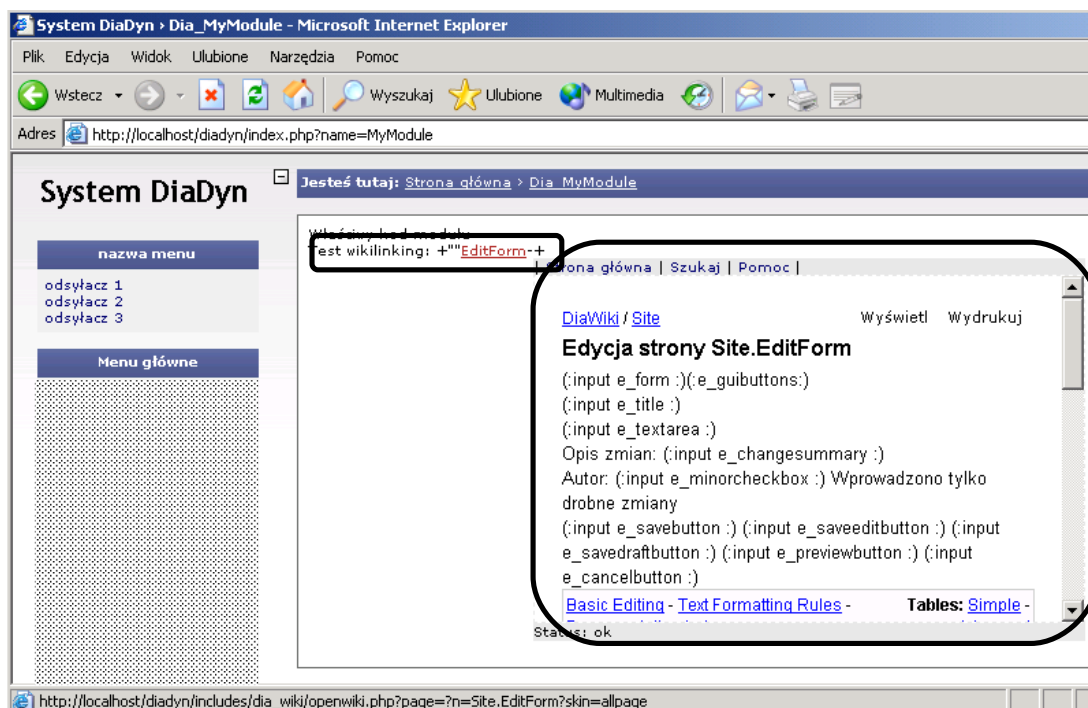 System DiaDyn › Dia_MyModule - Microsoft Internet Explorer
Plik Edycja Widok Ulubione Narzędzia Pomoc
Wstecz Wyszukaj Ulubione Multimedia
Adres http://localhost/diadyn/index.php?name=MyModule
System DiaDyn
Jesteś tutaj: Strona główna > Dia_MyModule
nazwa menu
odsyłacz 1
odsyłacz 2
odsyłacz 3
Menu główne
Właściwy kod modułu
Test wikilinking: +""EditForm-+
| Strona główna | Szukaj | Pomoc |
DiaWiki / Site Wyświetl Wydrukuj
Edycja strony Site.EditForm
(:input e_form :)(:e_guibuttons:)
(:input e_title :)
(:input e_textarea :)
Opis zmian: (:input e_changesummary :)
Autor: (:input e_minorcheckbox :) Wprowadzono tylko
drobne zmiany
(:input e_savebutton :) (:input e_saveeditbutton :) (:input
e_savedraftbutton :) (:input e_previewbutton :) (:input
e_cancelbutton :)
Basic Editing - Text Formatting Rules - Tables: Simple -
Status: ok
http://localhost/diadyn/includes/dia_wiki/openwiki.php?page=?n=Site.EditForm?skin=allpage